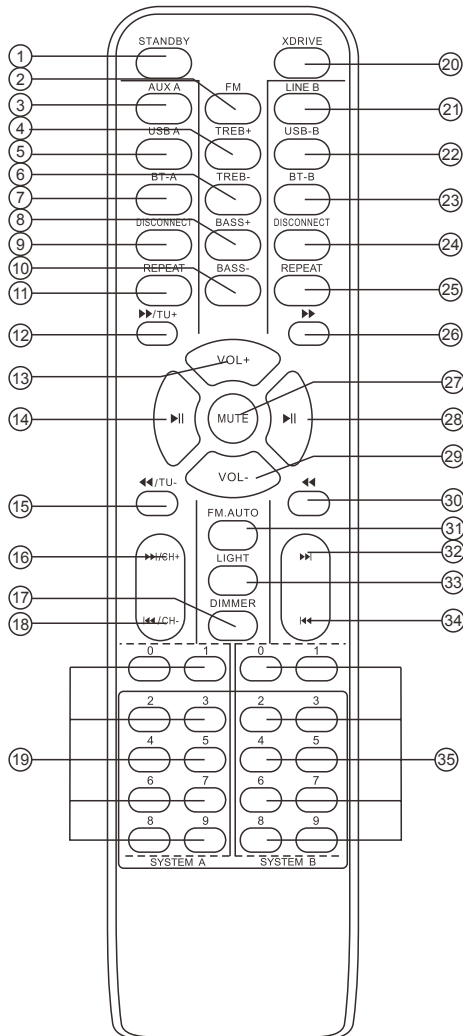 STANDBY XDRIVE
1 20
2 AUX A FM LINE B
3 21
4 USB A TREB+ USB-B
5 22
6 BT-A TREB- BT-B
7 23
8 DISCONNECT BASS+ DISCONNECT
9 24
10 REPEAT BASS- REPEAT
11 25
▶▶/TU+ ▶▶
12 26
13 VOL+ 27
14 ▶II MUTE ▶II 28
VOL- 29
◀◀/TU- ◀◀
15 30
FM.AUTO 31
16 ▶▶I/CH+ LIGHT ▶▶I 32
17 33
DIMMER
18 I◀◀/CH- I◀◀ 34
0 1 0 1
2 3 2 3
19 4 5 4 5 35
6 7 6 7
8 9 8 9
SYSTEM A SYSTEM B